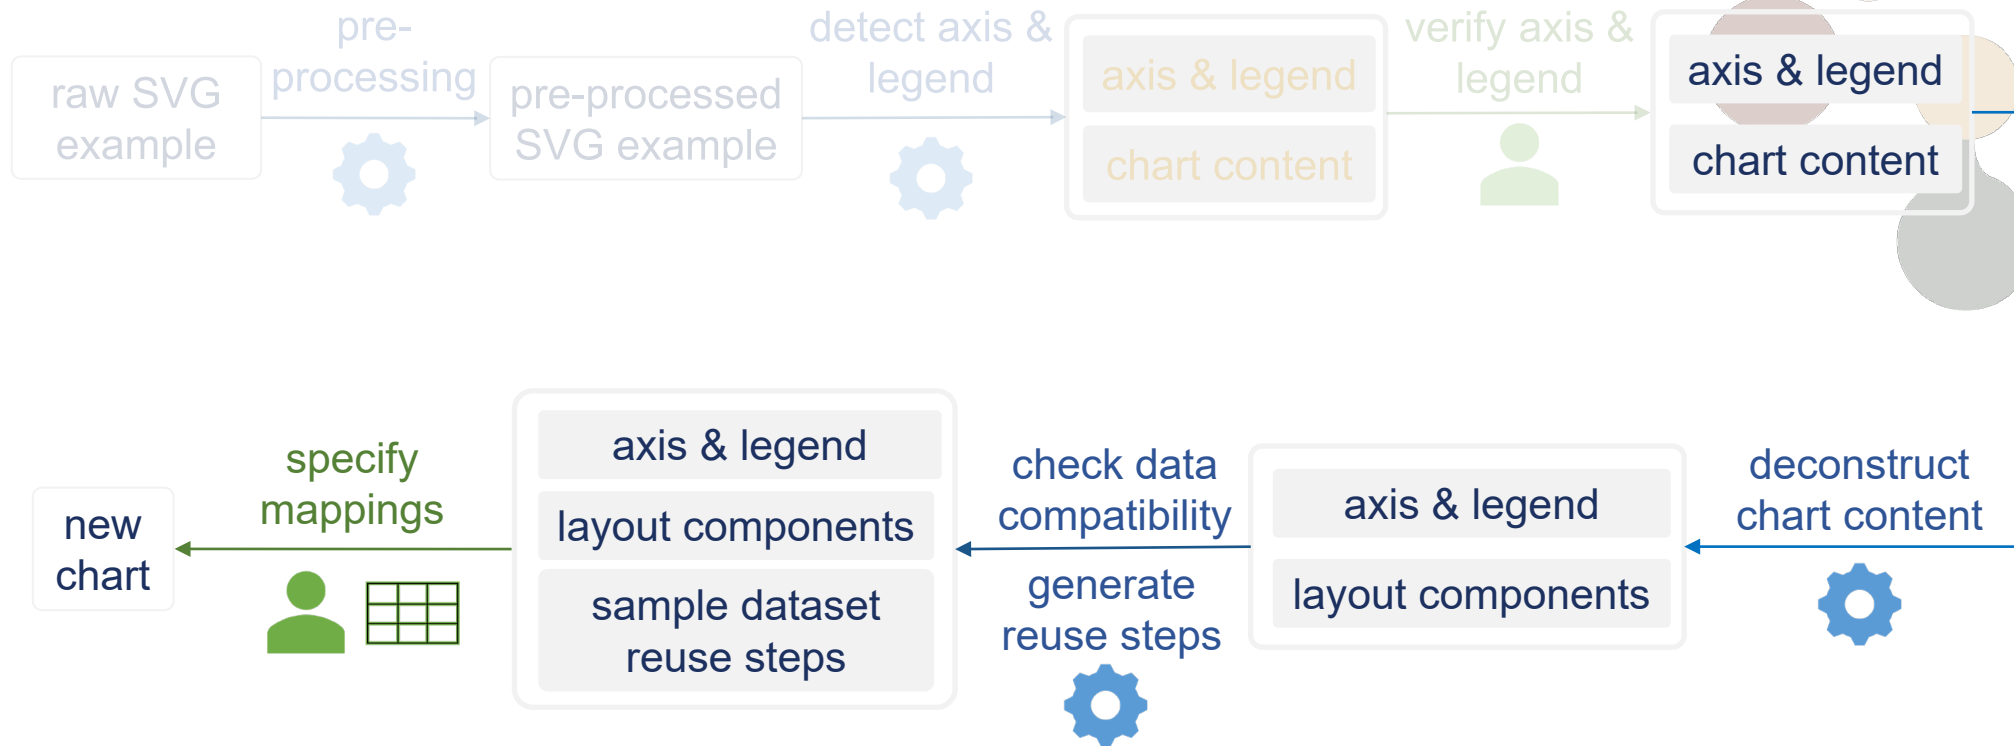 pre-
processing
detect axis &
legend
verify axis &
legend
raw SVG
example
pre-processed
SVG example
axis & legend
chart content
axis & legend
chart content
specify
mappings
new
chart
axis & legend
layout components
sample dataset
reuse steps
check data
compatibility
generate
reuse steps
axis & legend
layout components
deconstruct
chart content